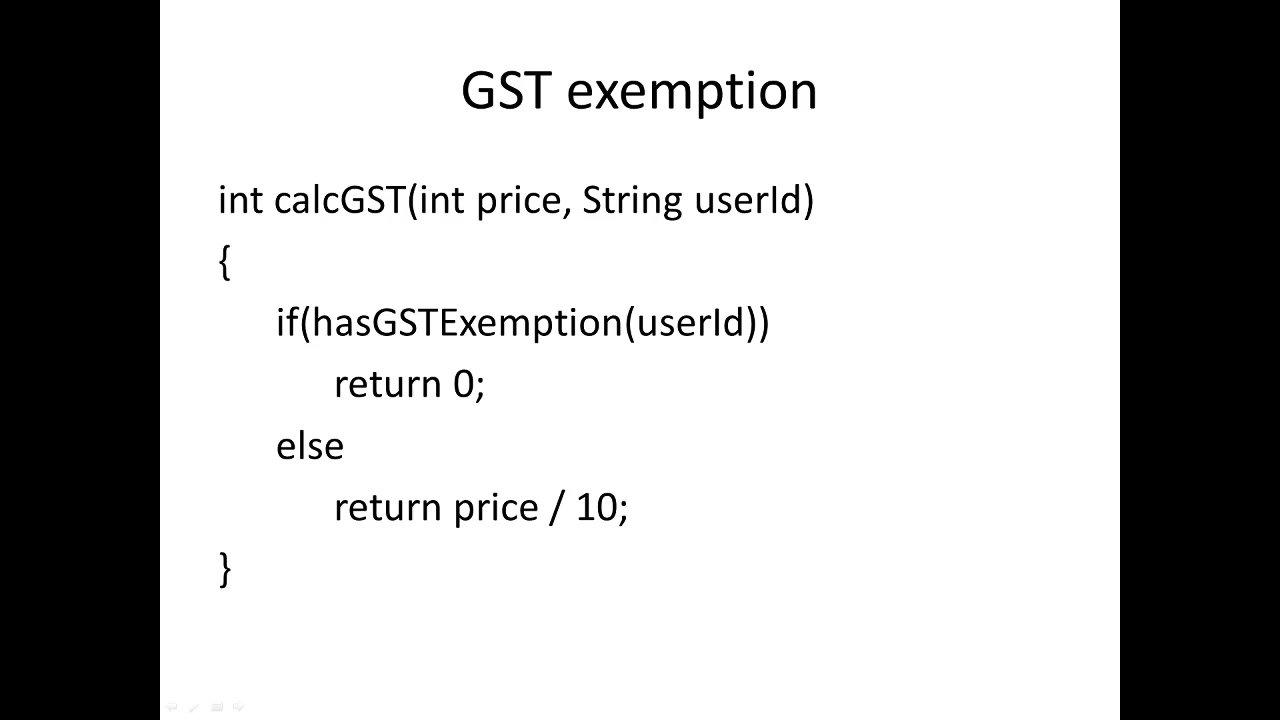 GST exemption
int calcGST(int price, String userId)
{
if(hasGSTExemption(userId))
return 0;
else
return price / 10;
}